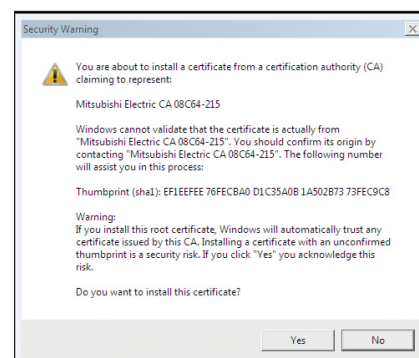 Security Warning
You are about to install a certificate from a certification authority (CA)
claiming to represent:
Mitsubishi Electric CA 08C64-215
Windows cannot validate that the certificate is actually from
"Mitsubishi Electric CA 08C64-215". You should confirm its origin by
contacting "Mitsubishi Electric CA 08C64-215". The following number
will assist you in this process:
Thumbprint (sha1): EF1EEFEE 76FECBA0 D1C35A0B 1A502B73 73FEC9C8
Warning:
If you install this root certificate, Windows will automatically trust any
certificate issued by this CA. Installing a certificate with an unconfirmed
thumbprint is a security risk. If you click "Yes" you acknowledge this
risk.
Do you want to install this certificate?
Yes No